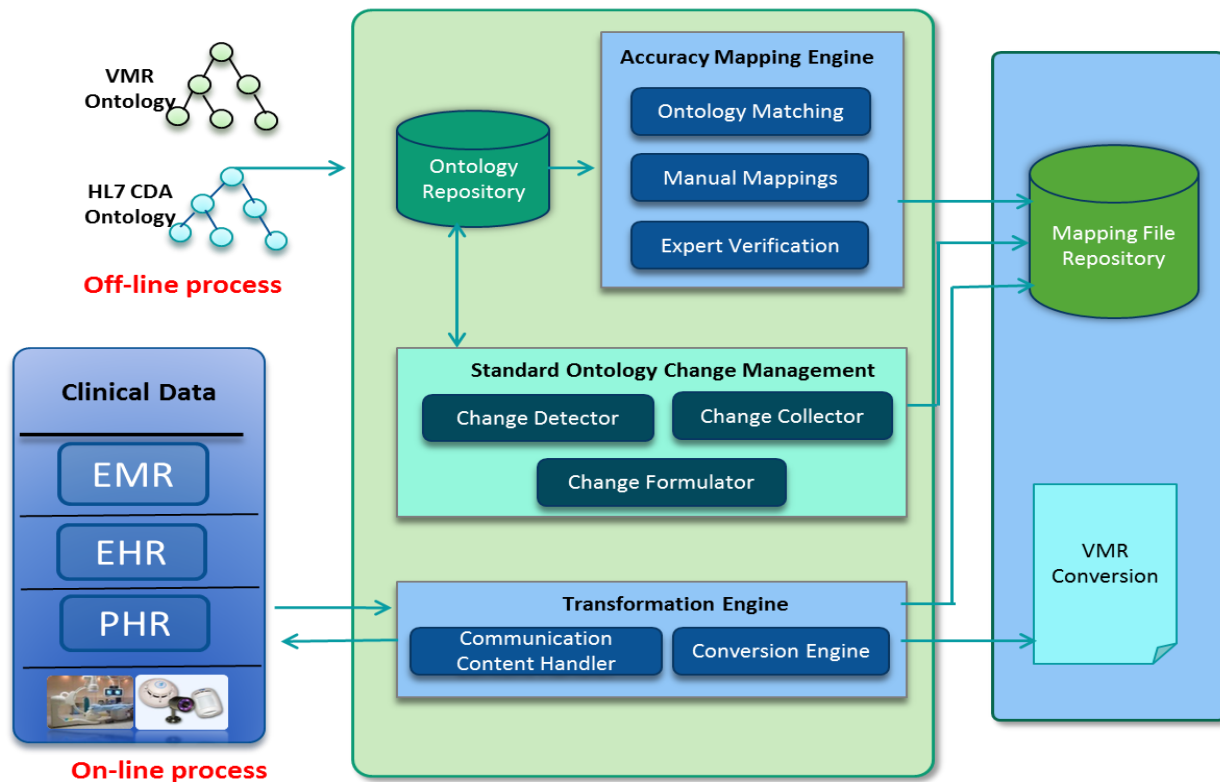 VMR
Ontology
HL7 CDA
Ontology
Off-line process
Clinical Data
EMR
EHR
PHR
On-line process
Ontology
Repository
Accuracy Mapping Engine
Ontology Matching
Manual Mappings
Expert Verification
Standard Ontology Change Management
Change Detector
Change Collector
Change Formulator
Transformation Engine
Communication
Content Handler
Conversion Engine
Mapping File
Repository
VMR
Conversion